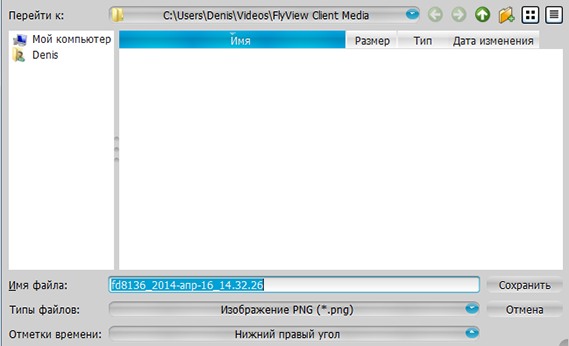 Перейти к: C:\Users\Denis\Videos\FlyView Client Media
Мой компьютер
Denis
Имя Размер Тип Дата изменения
Имя файла: fd8136_2014-апр-16_14.32.26 Сохранить
Типы файлов: Изображение PNG (*.png) Отмена
Отметки времени: Нижний правый угол